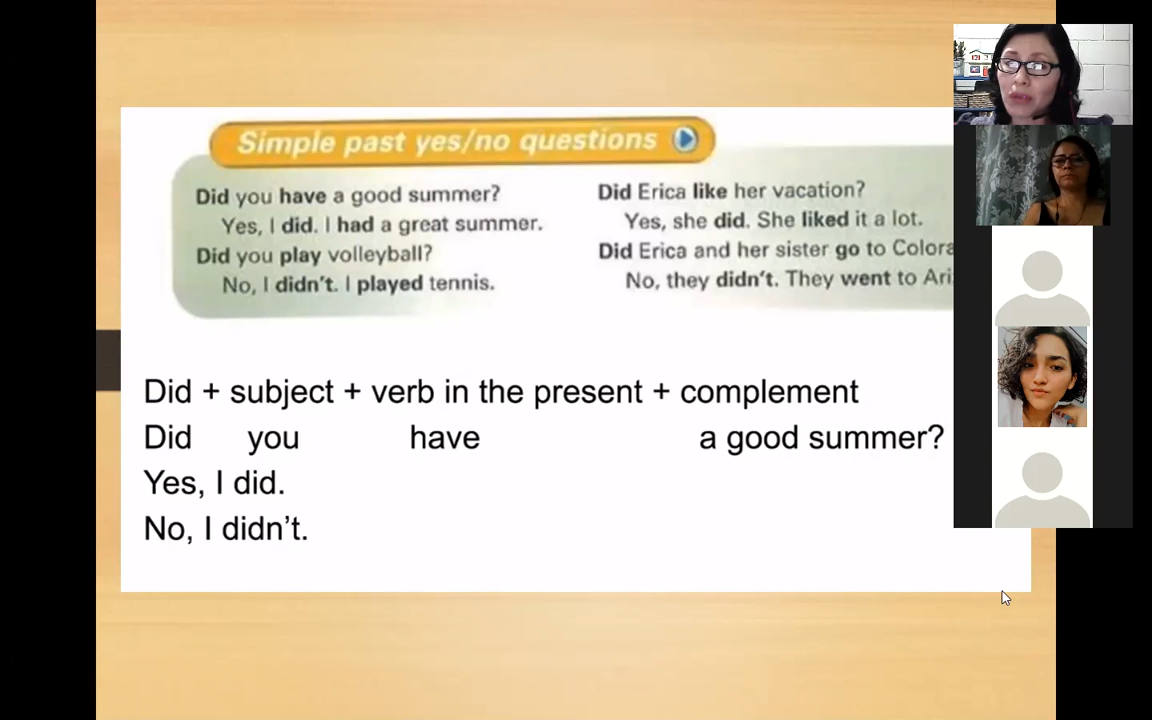 Simple past yes/no questions
Did you have a good summer?
Yes, I did. I had a great summer.
Did you play volleyball?
No, I didn't. I played tennis.
Did Erica like her vacation?
Yes, she did. She liked it a lot.
Did Erica and her sister go to
No, they didn't. They went to
Did + subject + verb in the present + complement
Did you have a good summer?
Yes, I did.
No, I didn't.